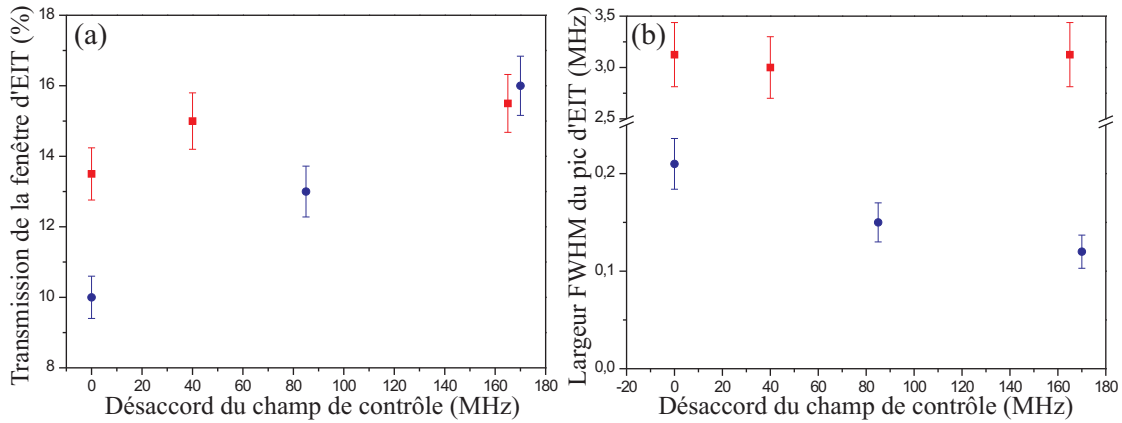 (a)
Transmission de la fenêtre d'EIT (%)
18
16
14
12
10
8
0 20 40 60 80 100 120 140 160 180
Désaccord du champ de contrôle (MHz)
(b)
Largeur FWHM du pic d'EIT (MHz)
3,5
3,0
2,5
0,2
0,1
0,0
-20 0 20 40 60 80 100 120 140 160 180
Désaccord du champ de contrôle (MHz)